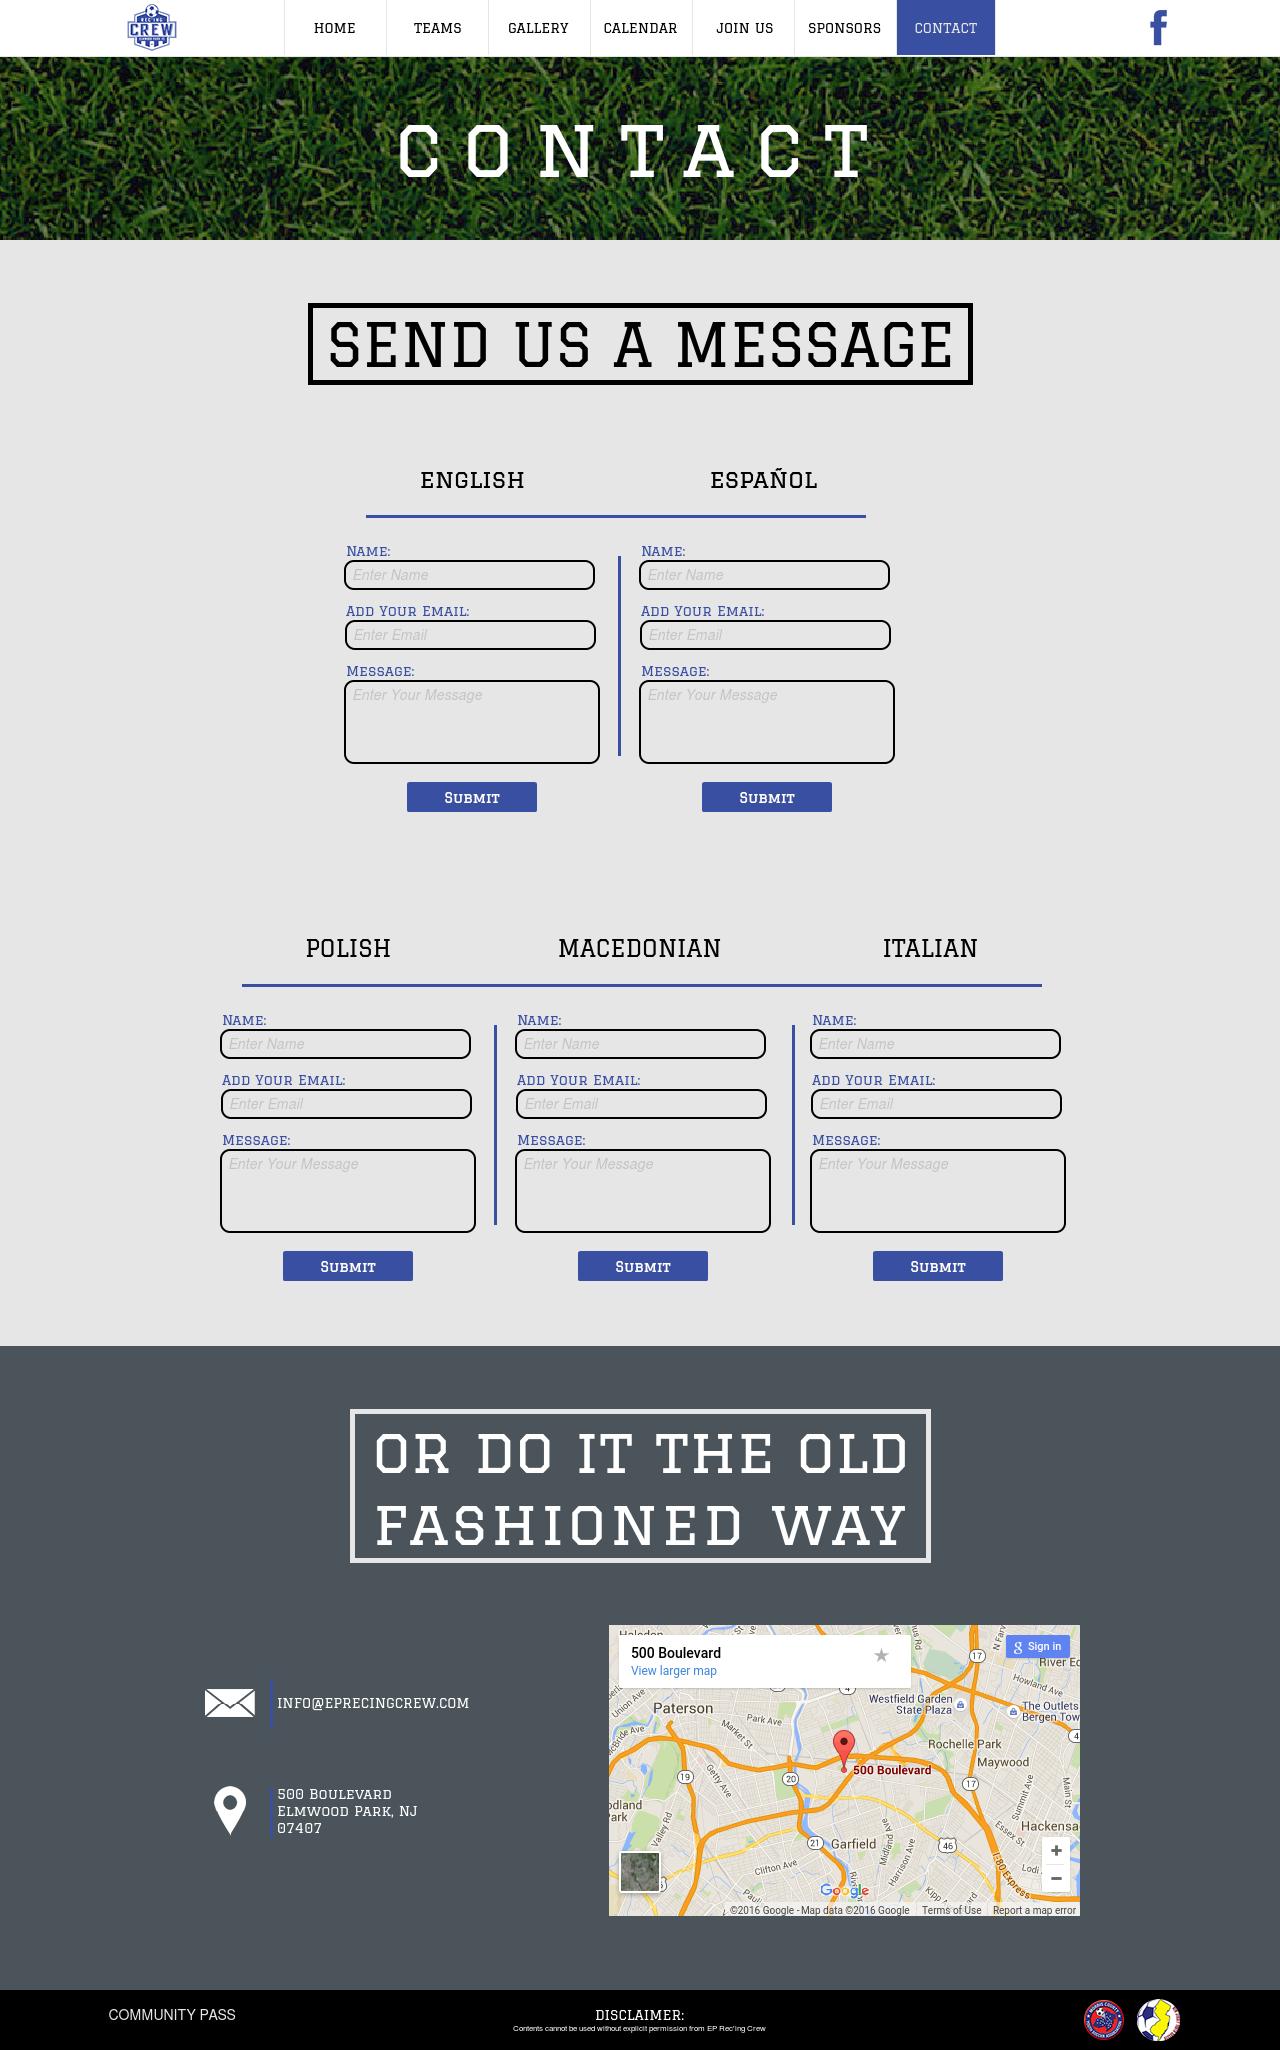 REC'ING
CREW
HOME
TEAMS
GALLERY
CALENDAR
JOIN US
SPONSORS
CONTACT
CONTACT
SEND US A MESSAGE
ENGLISH
ESPAÑOL
Name:
Name:
Enter Name
Enter Name
Add Your Email:
Add Your Email:
Enter Email
Enter Email
Message:
Message:
Enter Your Message
Enter Your Message
Submit
Submit
POLISH
MACEDONIAN
ITALIAN
Name:
Name:
Name:
Enter Name
Enter Name
Enter Name
Add Your Email:
Add Your Email:
Add Your Email:
Enter Email
Enter Email
Enter Email
Message:
Message:
Message:
Enter Your Message
Enter Your Message
Enter Your Message
Submit
Submit
Submit
OR DO IT THE OLD
FASHIONED WAY
INFO@EPRECINGCREW.COM
500 Boulevard
Elmwood Park, NJ
07407
500 Boulevard
View larger map
Sign in
River Ed
Howland Ave
Westfield Garden
State Plaza
The Outlets
Bergen Tow
Paterson
Park Ave
Market St
Union Ave
McBride Ave
Rochelle Park
Maywood
500 Boulevard
Getty Ave
Main St
Summit Ave
Essex St
Hackensa
Valley Rd
Garfield
Midland Ave
Harrison Ave
Clifton Ave
I-80 Express
Lodi
17
4
4
19
20
17
21
46
Google
©2016 Google - Map data ©2016 Google
Terms of Use
Report a map error
COMMUNITY PASS
DISCLAIMER:
Contents cannot be used without explicit permission from EP Rec'ing Crew